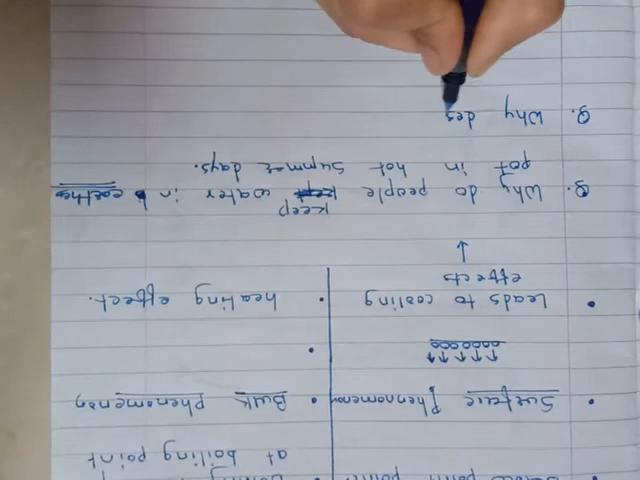 at boiling point
Surface Phenomenon
Bulk Phenomenon
Leads to cooling
effects
heating effect.
Q. Why do people keep water in earthen
pot in hot summer days.
Q. Why des